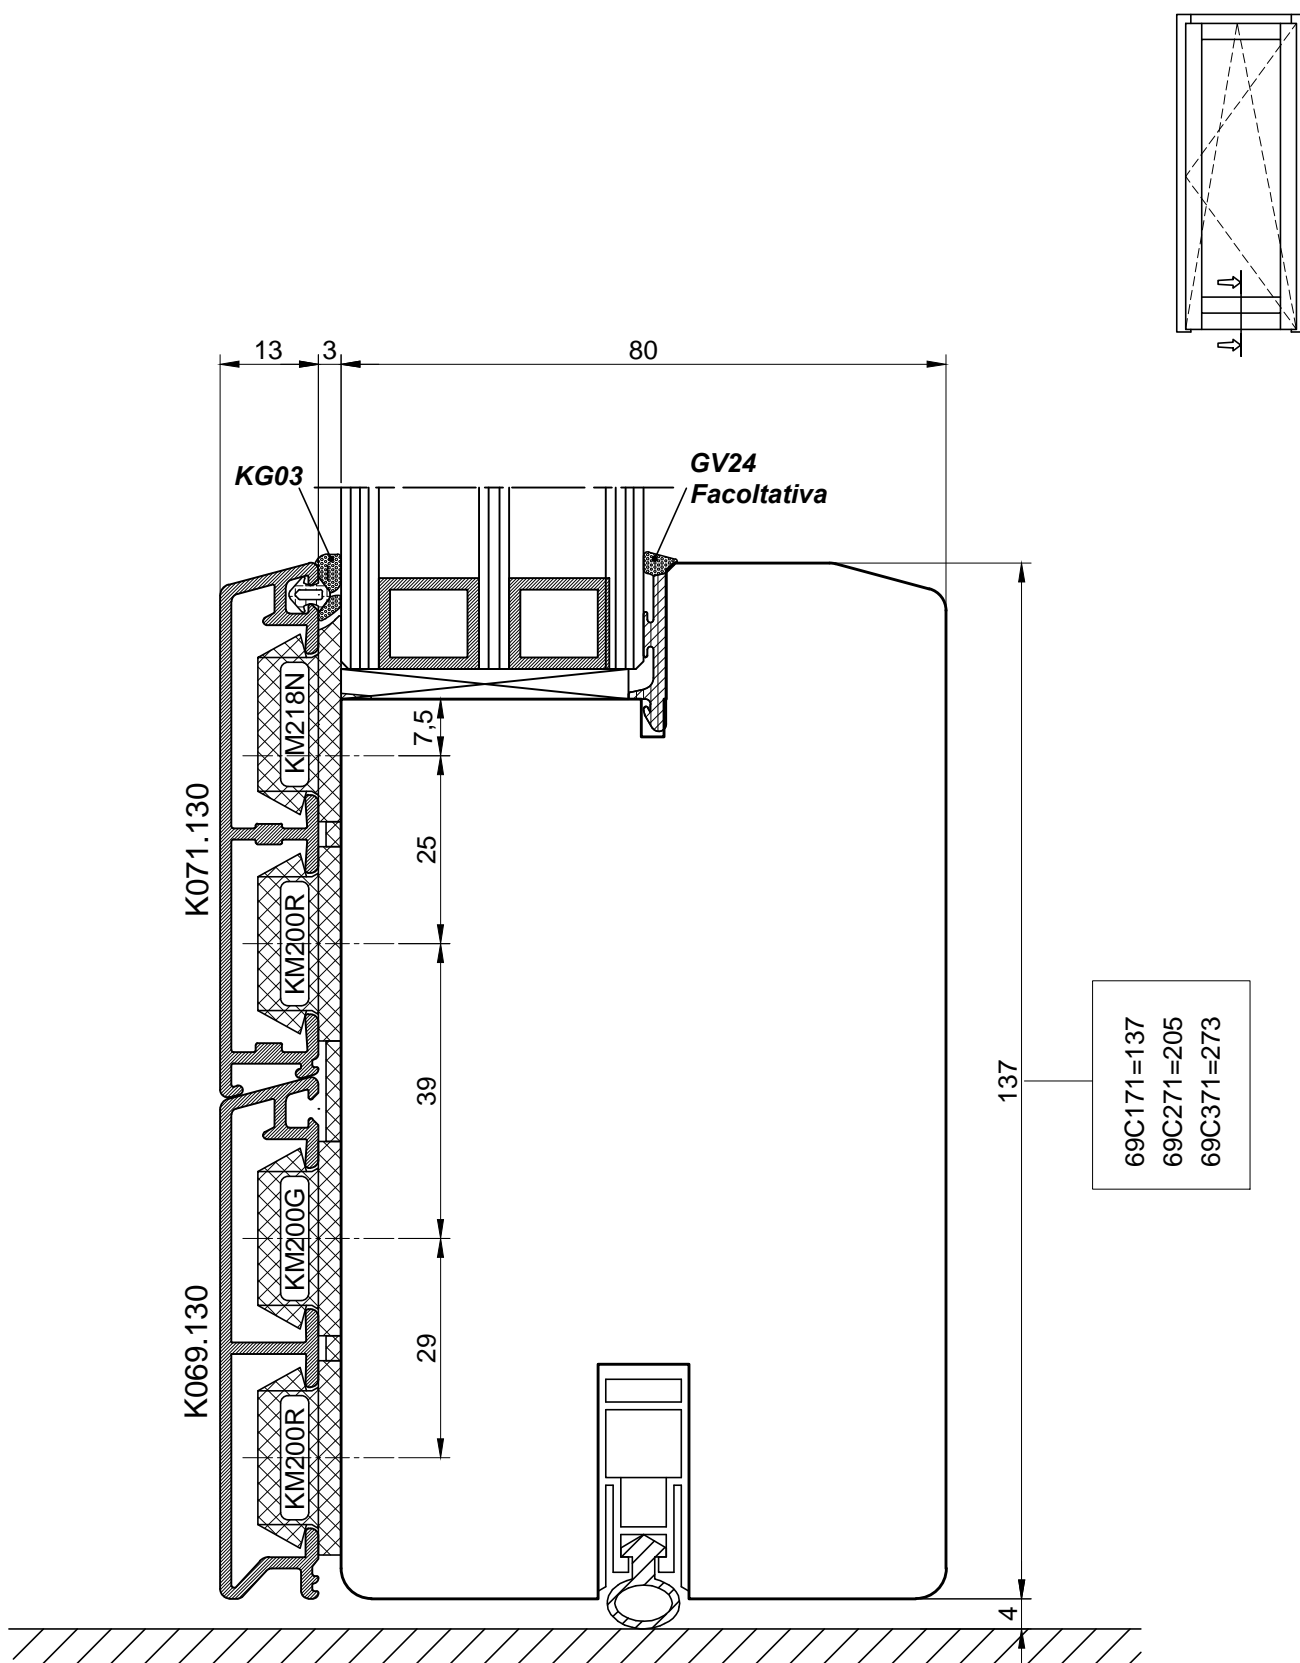 13
3
80
KG03
GV24
Facoltativa
7,5
25
39
29
KM218N
KM200R
KM200G
KM200R
K071.130
K069.130
137
4
69C171=137
69C271=205
69C371=273